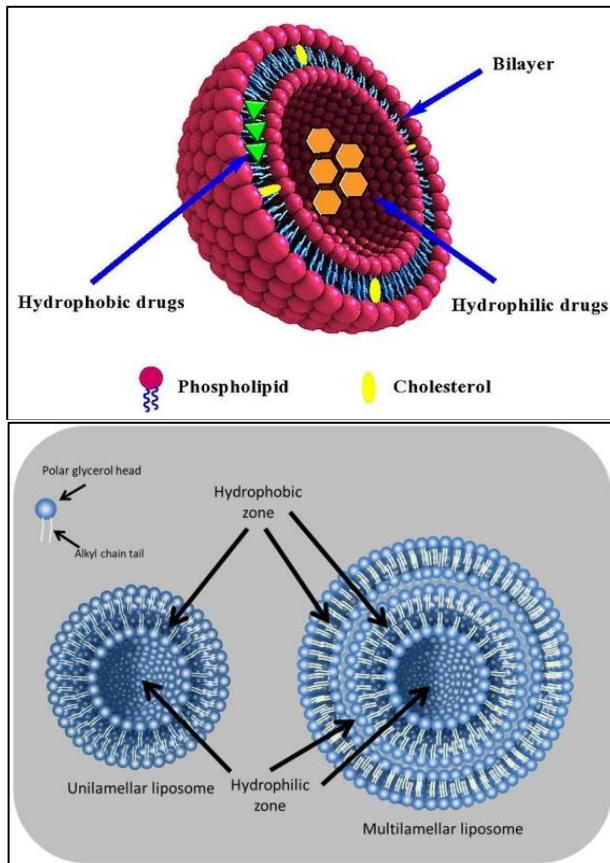 Bilayer
Hydrophobic drugs
Hydrophilic drugs
Phospholipid
Cholesterol
Polar glycerol head
Alkyl chain tail
Hydrophobic
zone
Unilamellar liposome
Hydrophilic
zone
Multilamellar liposome